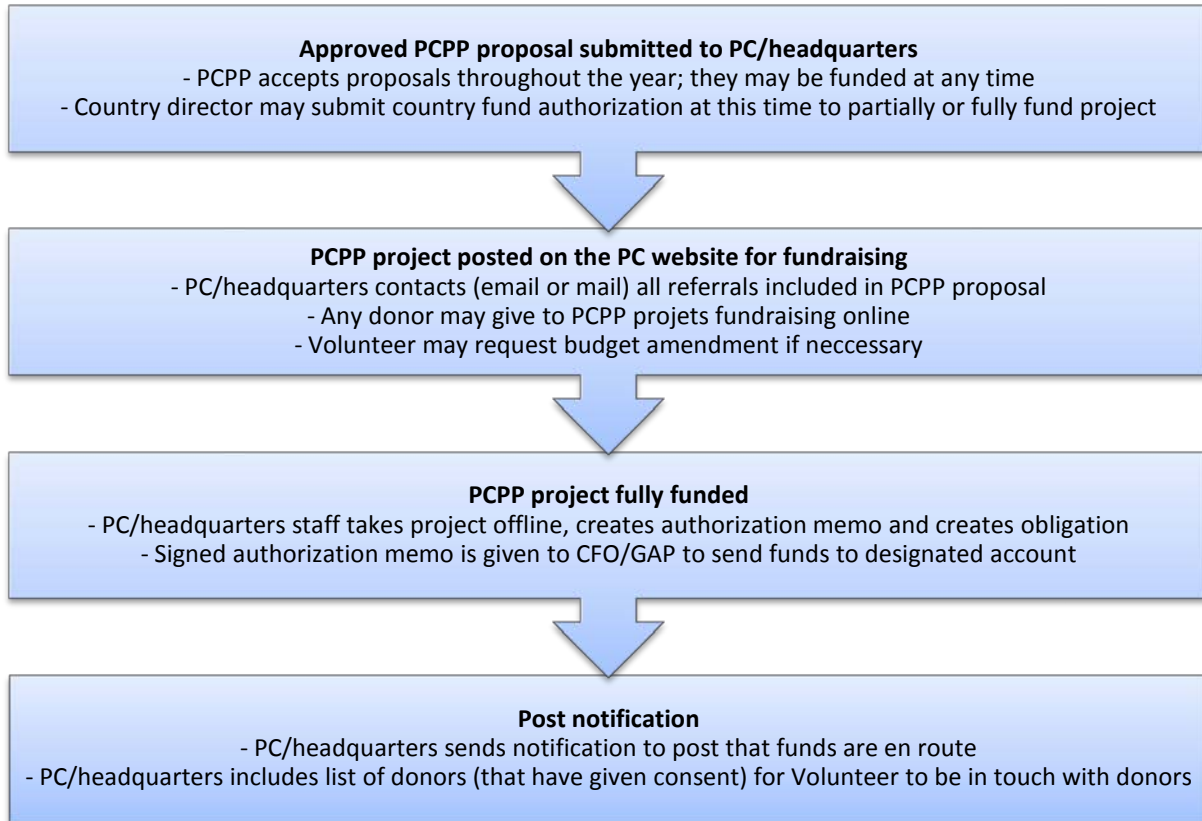 Approved PCPP proposal submitted to PC/headquarters
- PCPP accepts proposals throughout the year; they may be funded at any time
- Country director may submit country fund authorization at this time to partially or fully fund project
PCPP project posted on the PC website for fundraising
- PC/headquarters contacts (email or mail) all referrals included in PCPP proposal
- Any donor may give to PCPP projets fundraising online
- Volunteer may request budget amendment if neccessary
PCPP project fully funded
- PC/headquarters staff takes project offline, creates authorization memo and creates obligation
- Signed authorization memo is given to CFO/GAP to send funds to designated account
Post notification
- PC/headquarters sends notification to post that funds are en route
- PC/headquarters includes list of donors (that have given consent) for Volunteer to be in touch with donors